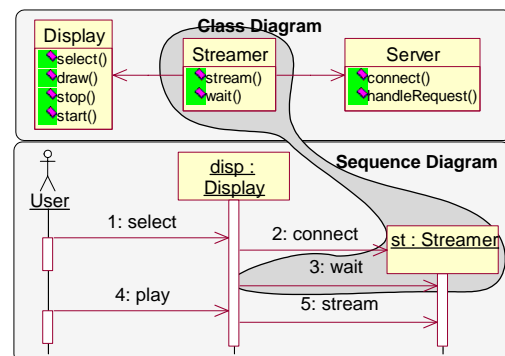 Class Diagram
Display
select()
draw()
stop()
start()
Streamer
stream()
wait()
Server
connect()
handleRequest()
Sequence Diagram
User
disp :
Display
st : Streamer
1: select
2: connect
3: wait
4: play
5: stream